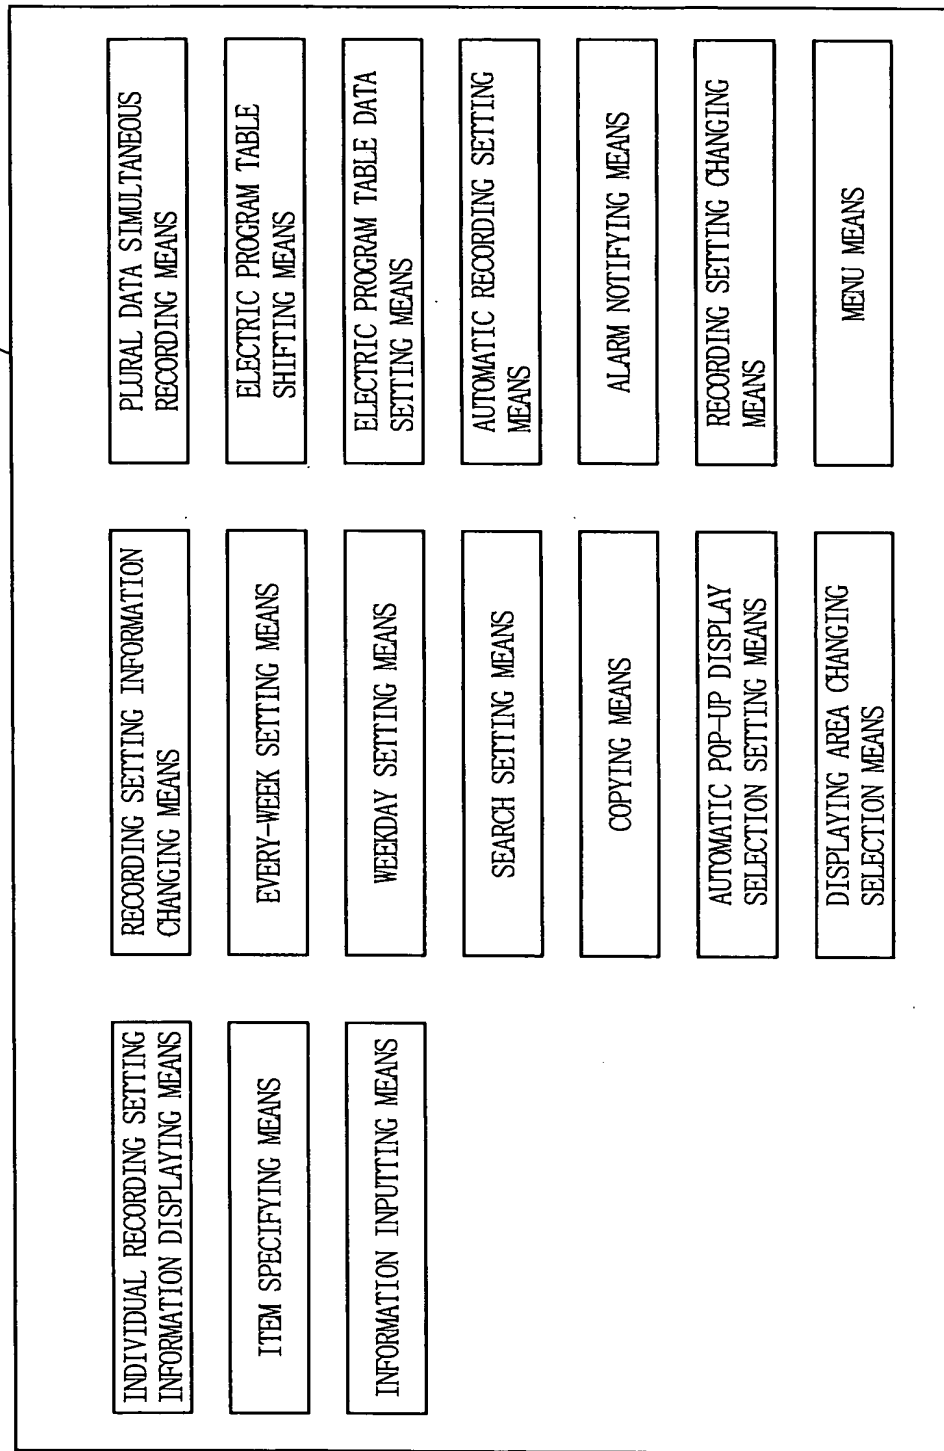 INDIVIDUAL RECORDING SETTING
INFORMATION DISPLAYING MEANS
ITEM SPECIFYING MEANS
INFORMATION INPUTTING MEANS
RECORDING SETTING INFORMATION
CHANGING MEANS
EVERY-WEEK SETTING MEANS
WEEKDAY SETTING MEANS
SEARCH SETTING MEANS
COPYING MEANS
AUTOMATIC POP-UP DISPLAY
SELECTION SETTING MEANS
DISPLAYING AREA CHANGING
SELECTION MEANS
PLURAL DATA SIMULTANEOUS
RECORDING MEANS
ELECTRIC PROGRAM TABLE
SHIFTING MEANS
ELECTRIC PROGRAM TABLE DATA
SETTING MEANS
AUTOMATIC RECORDING SETTING
MEANS
ALARM NOTIFYING MEANS
RECORDING SETTING CHANGING
MEANS
MENU MEANS